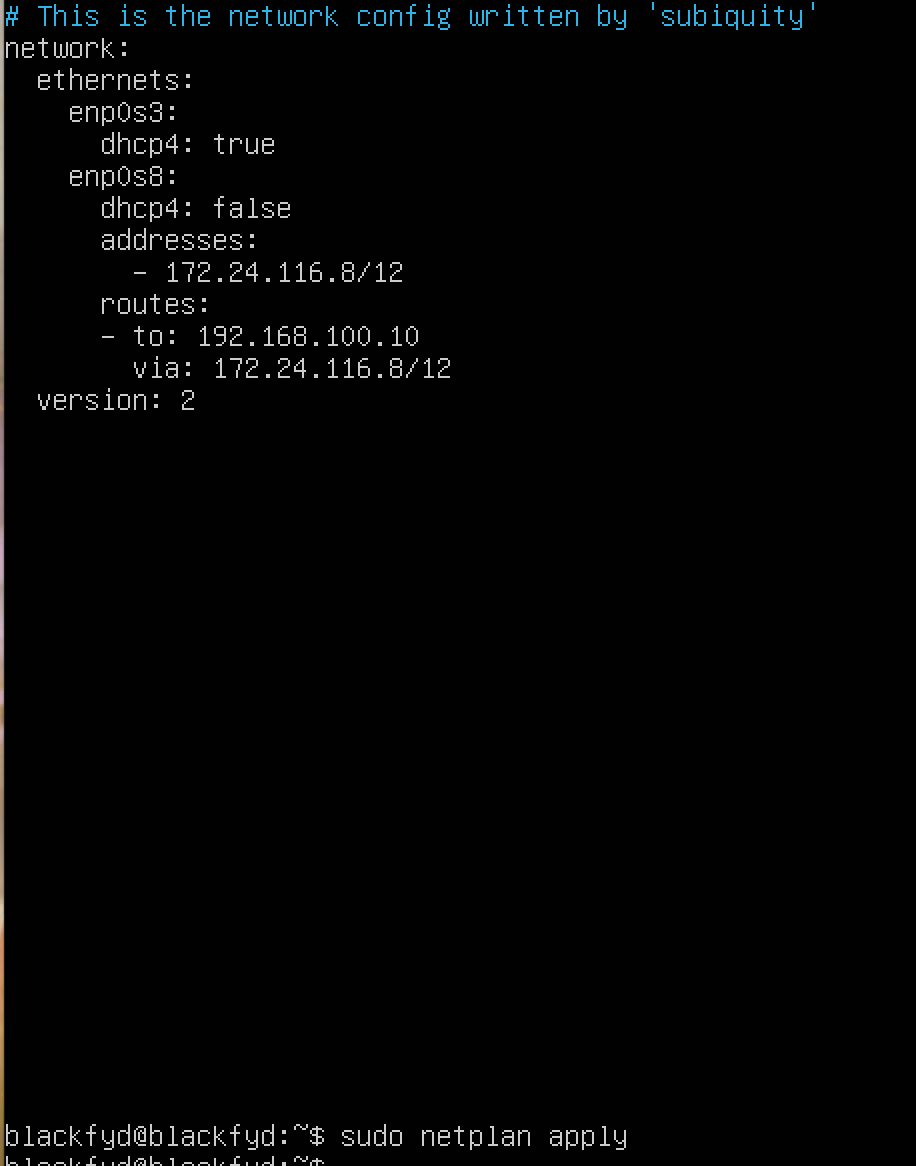 # This is the network config written by 'subiquity'
network:
  ethernets:
    enp0s3:
      dhcp4: true
    enp0s8:
      dhcp4: false
      addresses:
        - 172.24.116.8/12
      routes:
      - to: 192.168.100.10
        via: 172.24.116.8/12
  version: 2
blackfyd@blackfyd:~$ sudo netplan apply
blackfyd@blackfyd:~$